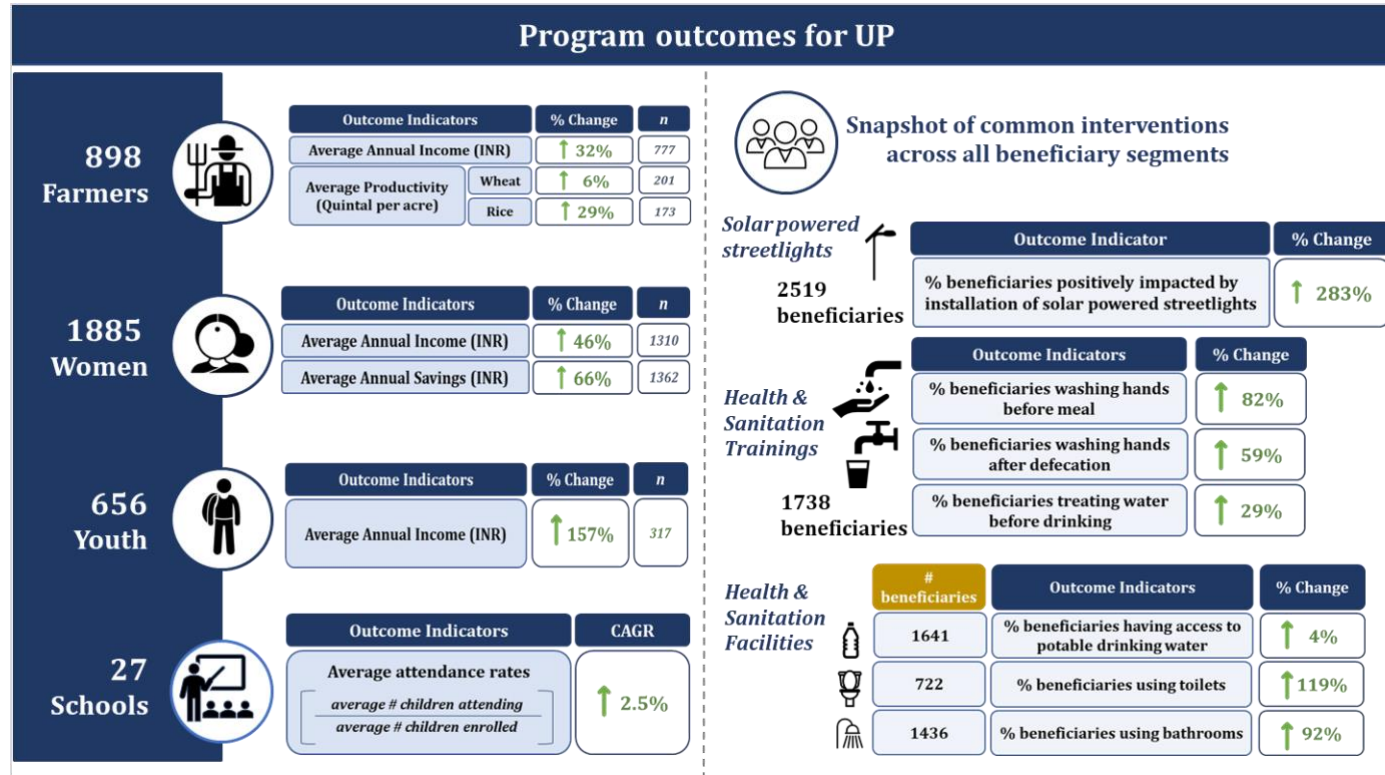 Program outcomes for UP
898
Farmers
Outcome Indicators % Change n
Average Annual Income (INR) ↑ 32% 777
Average Productivity
(Quintal per acre)
Wheat ↑ 6% 201
Rice ↑ 29% 173
1885
Women
Outcome Indicators % Change n
Average Annual Income (INR) ↑ 46% 1310
Average Annual Savings (INR) ↑ 66% 1362
656
Youth
Outcome Indicators % Change n
Average Annual Income (INR) ↑ 157% 317
27
Schools
Outcome Indicators CAGR
Average attendance rates
average # children attending
average # children enrolled
↑ 2.5%
Snapshot of common interventions
across all beneficiary segments
Solar powered
streetlights
2519
beneficiaries
Outcome Indicator % Change
% beneficiaries positively impacted by
installation of solar powered streetlights
↑ 283%
Health &
Sanitation
Trainings
1738
beneficiaries
Outcome Indicators % Change
% beneficiaries washing hands
before meal
↑ 82%
% beneficiaries washing hands
after defecation
↑ 59%
% beneficiaries treating water
before drinking
↑ 29%
Health &
Sanitation
Facilities
#
beneficiaries
Outcome Indicators % Change
1641
% beneficiaries having access to
potable drinking water
↑ 4%
722 % beneficiaries using toilets ↑ 119%
1436 % beneficiaries using bathrooms ↑ 92%